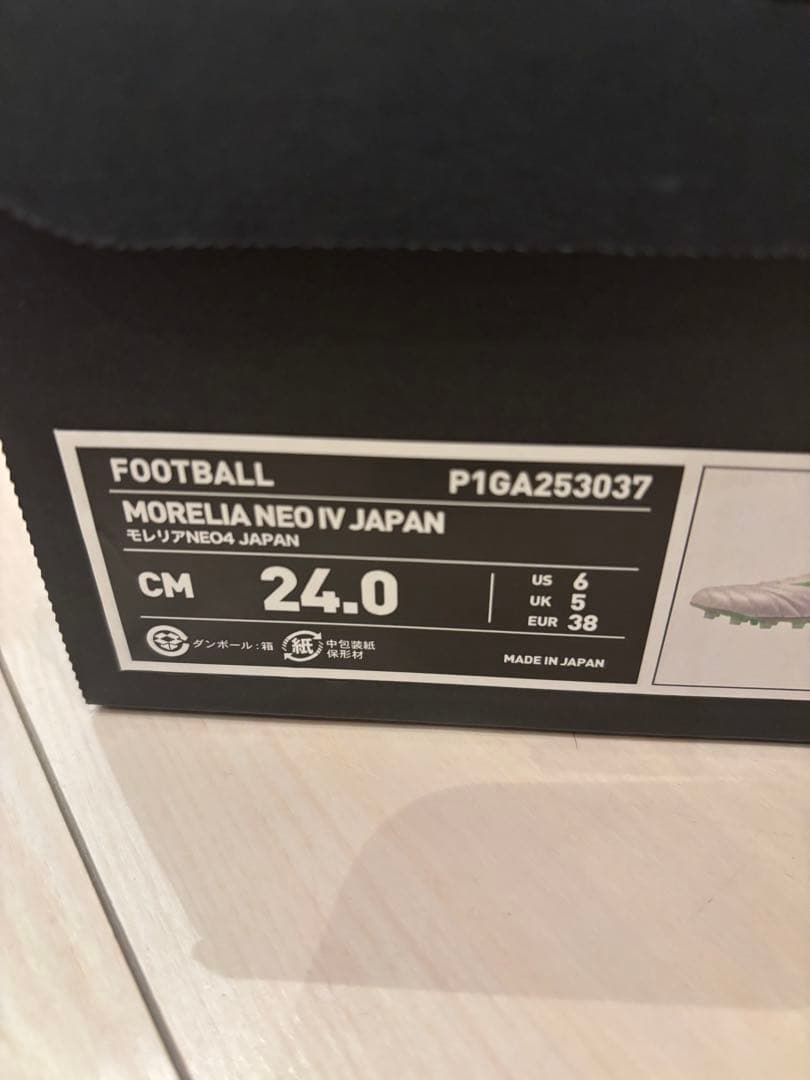 FOOTBALL P1GA253037
MORELIA NEO IV JAPAN
モレリアNEO4 JAPAN
CM 24.0
US 6
UK 5
EUR 38
ダンボール:箱 紙 中包装紙
保形材
MADE IN JAPAN